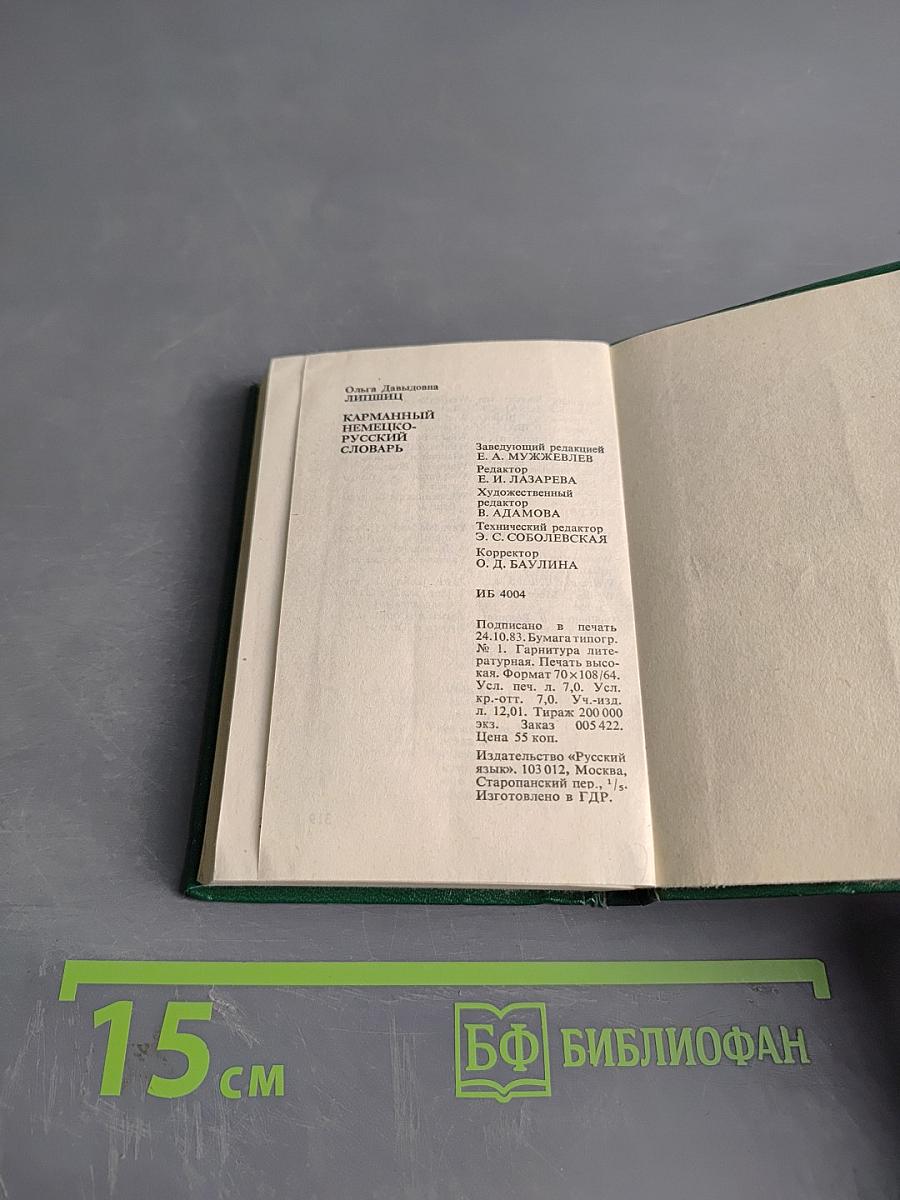 Ольга Давыдовна
ЛИПШИЦ
КАРМАННЫЙ
НЕМЕЦКО-
РУССКИЙ
СЛОВАРЬ
Заведующий редакцией
Е. А. МУЖЖЕВЛЕВ
Редактор
Е. И. ЛАЗАРЕВА
Художественный
редактор
В. АДАМОВА
Технический редактор
Э. С. СОБОЛЕВСКАЯ
Корректор
О. Д. БАУЛИНА
ИБ 4004
Подписано в печать
24.10.83. Бумага типогр.
№ 1. Гарнитура лите-
ратурная. Печать высо-
кая. Формат 70×108/64.
Усл. печ. л. 7,0. Усл.
кр.-отт. 7,0. Уч.-изд.
л. 12,01. Тираж 200 000
экз. Заказ 005 422.
Цена 55 коп.
Издательство «Русский
язык». 103 012, Москва,
Старопанский пер., 1/5.
Изготовлено в ГДР.
15 см
БФ БИБЛИОФАН